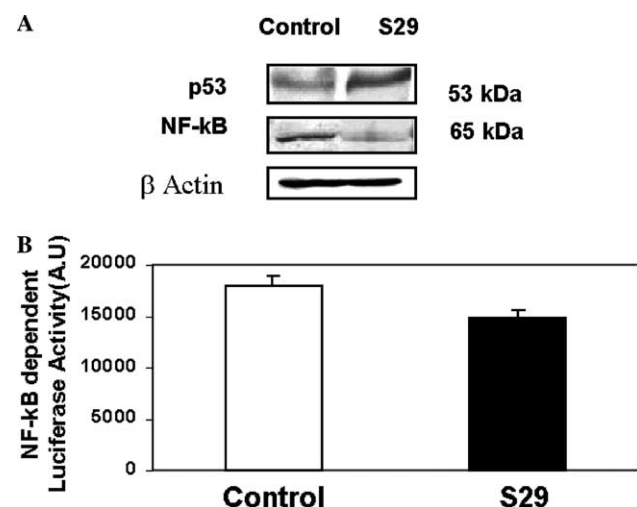 A
Control S29
p53 53 kDa
NF-kB 65 kDa
β Actin
B
NF-kB dependent
Luciferase Activity(A.U)
20000
15000
10000
5000
0
Control S29